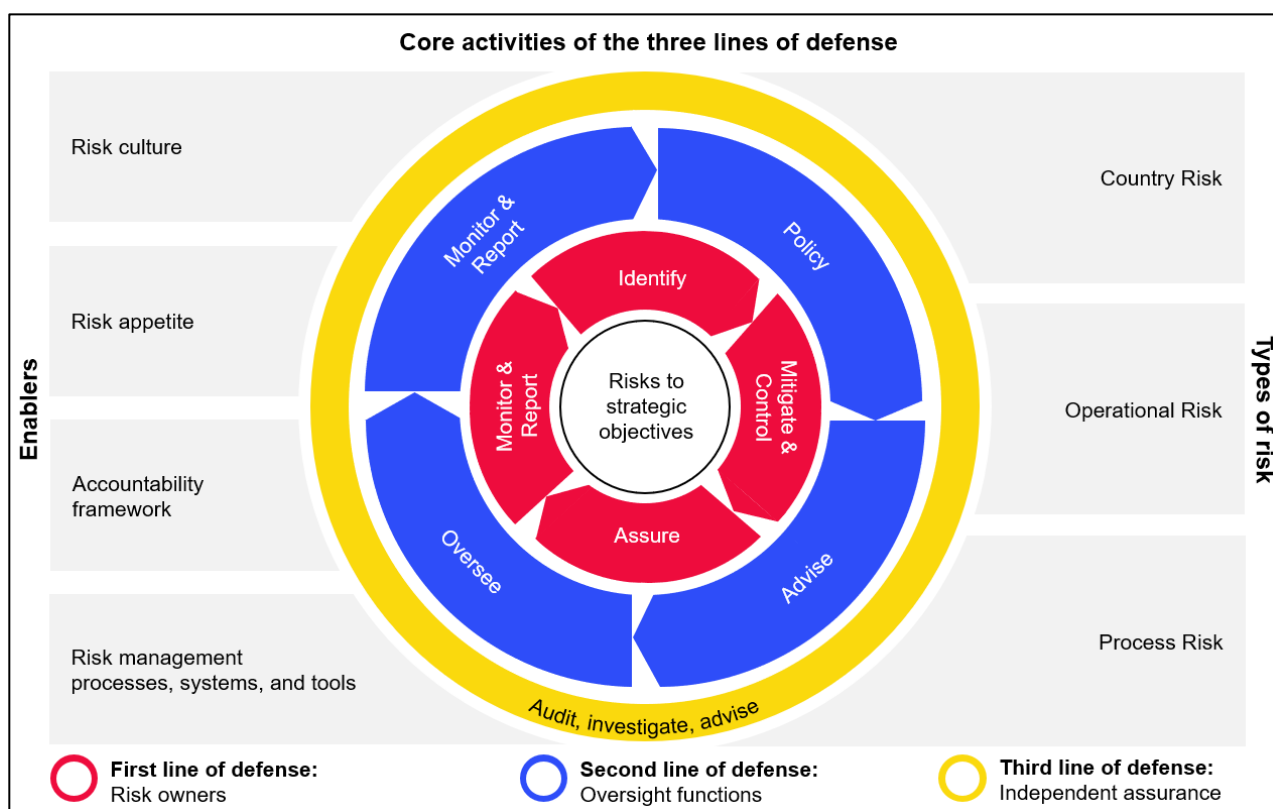 Core activities of the three lines of defense
Enablers
Risk culture
Risk appetite
Accountability
framework
Risk management
processes, systems, and tools
Monitor &
Report
Policy
Advise
Oversee
Identify
Mitigate &
Control
Assure
Monitor &
Report
Risks to
strategic
objectives
Audit, investigate, advise
Country Risk
Operational Risk
Process Risk
Types of risk
First line of defense:
Risk owners
Second line of defense:
Oversight functions
Third line of defense:
Independent assurance